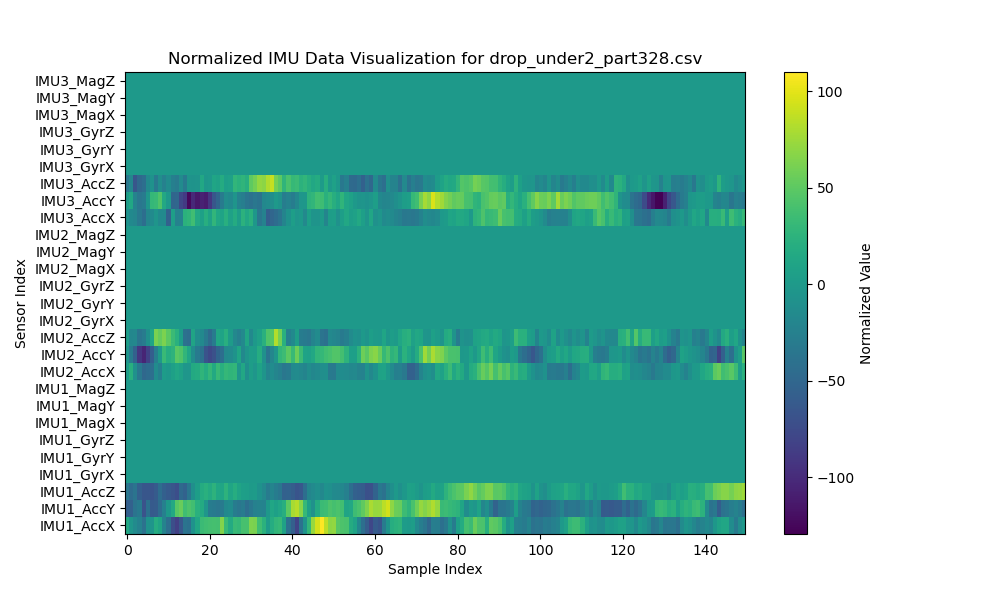 Normalized IMU Data Visualization for drop_under2_part328.csv
Sensor Index
IMU3_MagZ
IMU3_MagY
IMU3_MagX
IMU3_GyrZ
IMU3_GyrY
IMU3_GyrX
IMU3_AccZ
IMU3_AccY
IMU3_AccX
IMU2_MagZ
IMU2_MagY
IMU2_MagX
IMU2_GyrZ
IMU2_GyrY
IMU2_GyrX
IMU2_AccZ
IMU2_AccY
IMU2_AccX
IMU1_MagZ
IMU1_MagY
IMU1_MagX
IMU1_GyrZ
IMU1_GyrY
IMU1_GyrX
IMU1_AccZ
IMU1_AccY
IMU1_AccX
0 20 40 60 80 100 120 140
Sample Index
100
50
0
−50
−100
Normalized Value